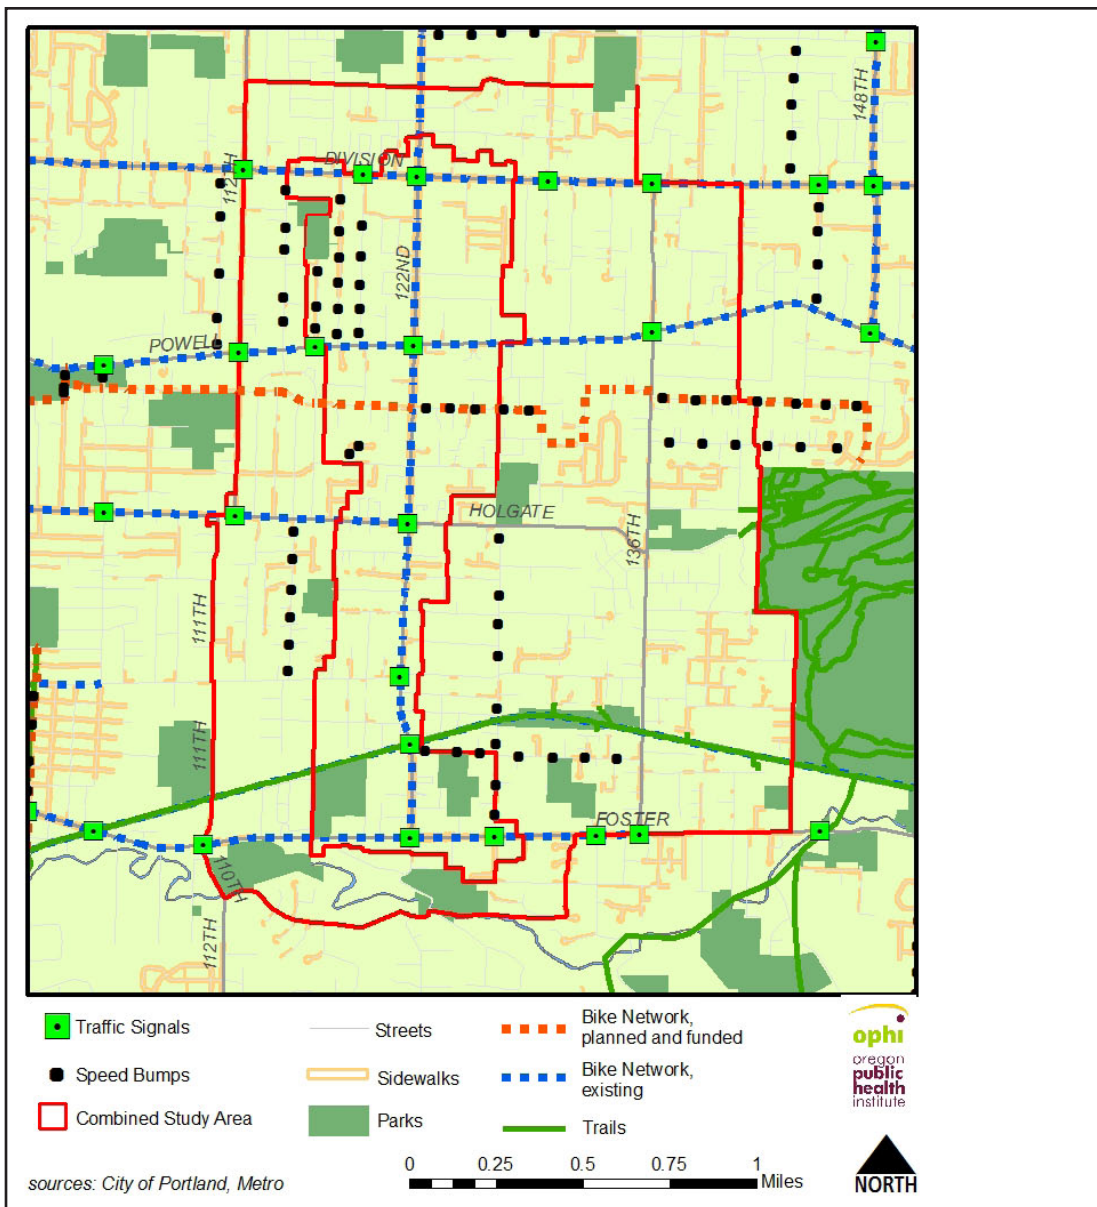 148TH
DIVISION
112TH
122ND
POWELL
HOLGATE
136TH
111TH
111TH
FOSTER
110TH
112TH
Traffic Signals
Speed Bumps
Combined Study Area
Streets
Sidewalks
Parks
Bike Network,
planned and funded
Bike Network,
existing
Trails
ophi
oregon
public
health
institute
sources: City of Portland, Metro
0 0.25 0.5 0.75 1
Miles
NORTH